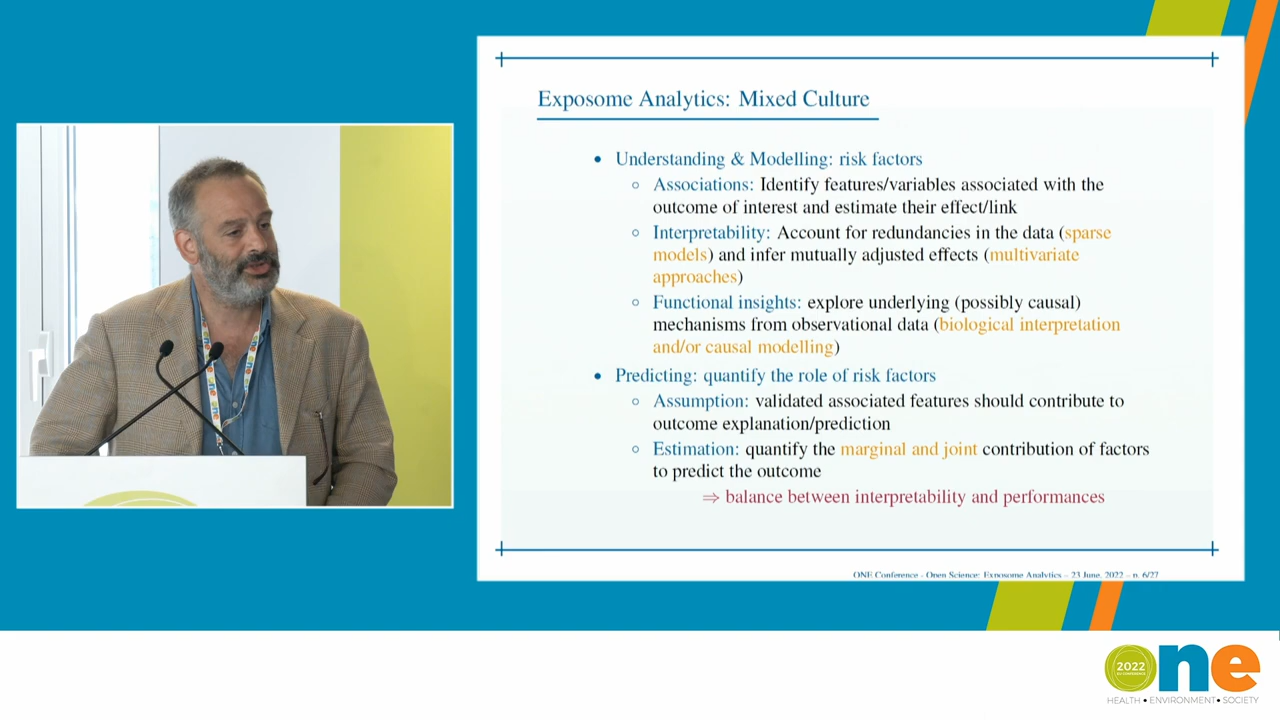 Exposome Analytics: Mixed Culture
• Understanding & Modelling: risk factors
◦ Associations: Identify features/variables associated with the
outcome of interest and estimate their effect/link
◦ Interpretability: Account for redundancies in the data (sparse
models) and infer mutually adjusted effects (multivariate
approaches)
◦ Functional insights: explore underlying (possibly causal)
mechanisms from observational data (biological interpretation
and/or causal modelling)
• Predicting: quantify the role of risk factors
◦ Assumption: validated associated features should contribute to
outcome explanation/prediction
◦ Estimation: quantify the marginal and joint contribution of factors
to predict the outcome
⇒ balance between interpretability and performances
ONE Conference - Open Science: Exposome Analytics – 23 June, 2022 – p. 6/27
2022
EU CONFERENCE
one
HEALTH • ENVIRONMENT • SOCIETY